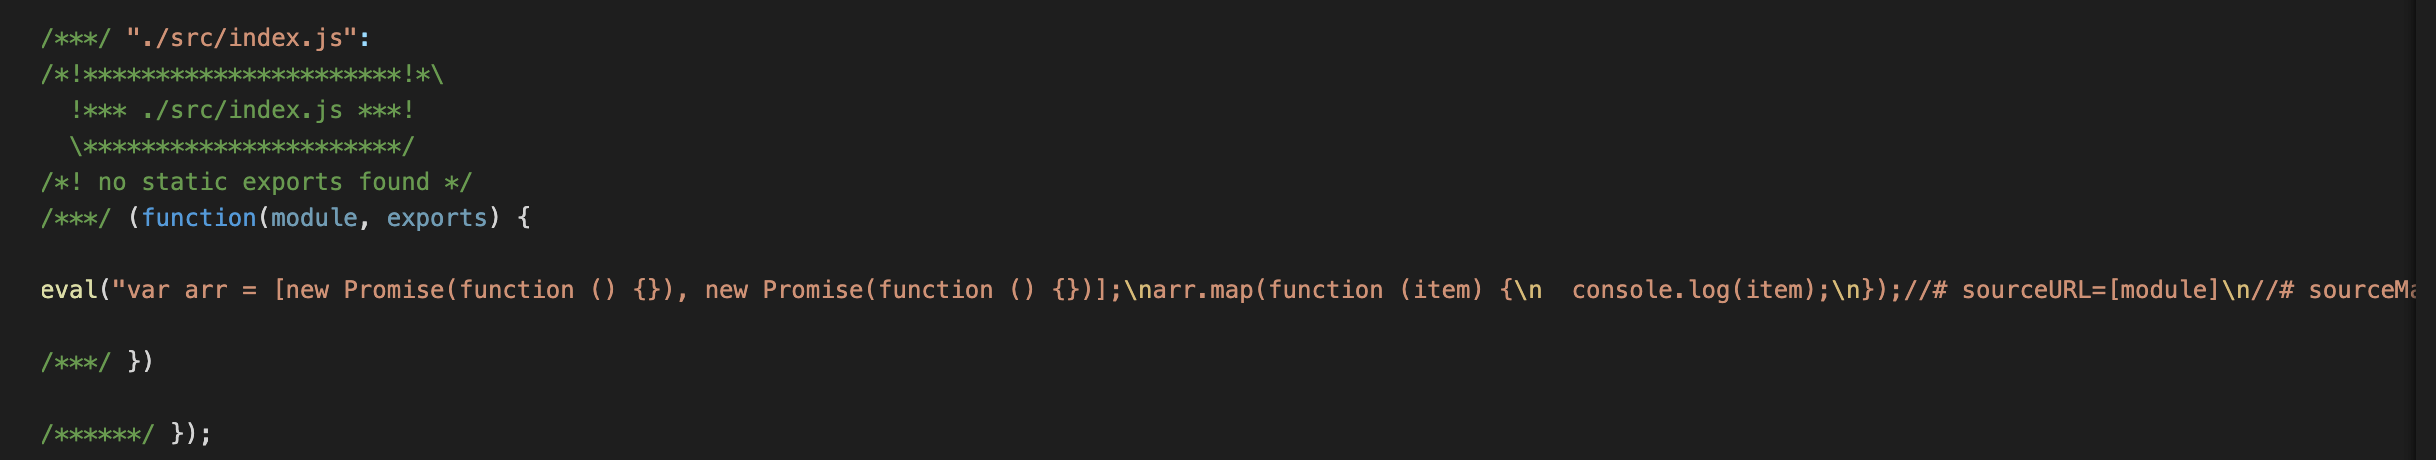 /***/ "./src/index.js":
/*!**********************!*\
  !*** ./src/index.js ***!
  \**********************/
/*! no static exports found */
/***/ (function(module, exports) {
eval("var arr = [new Promise(function () {}), new Promise(function () {})];\narr.map(function (item) {\n  console.log(item);\n});//# sourceURL=[module]\n//# sourceMa
/***/ })
/******/ });